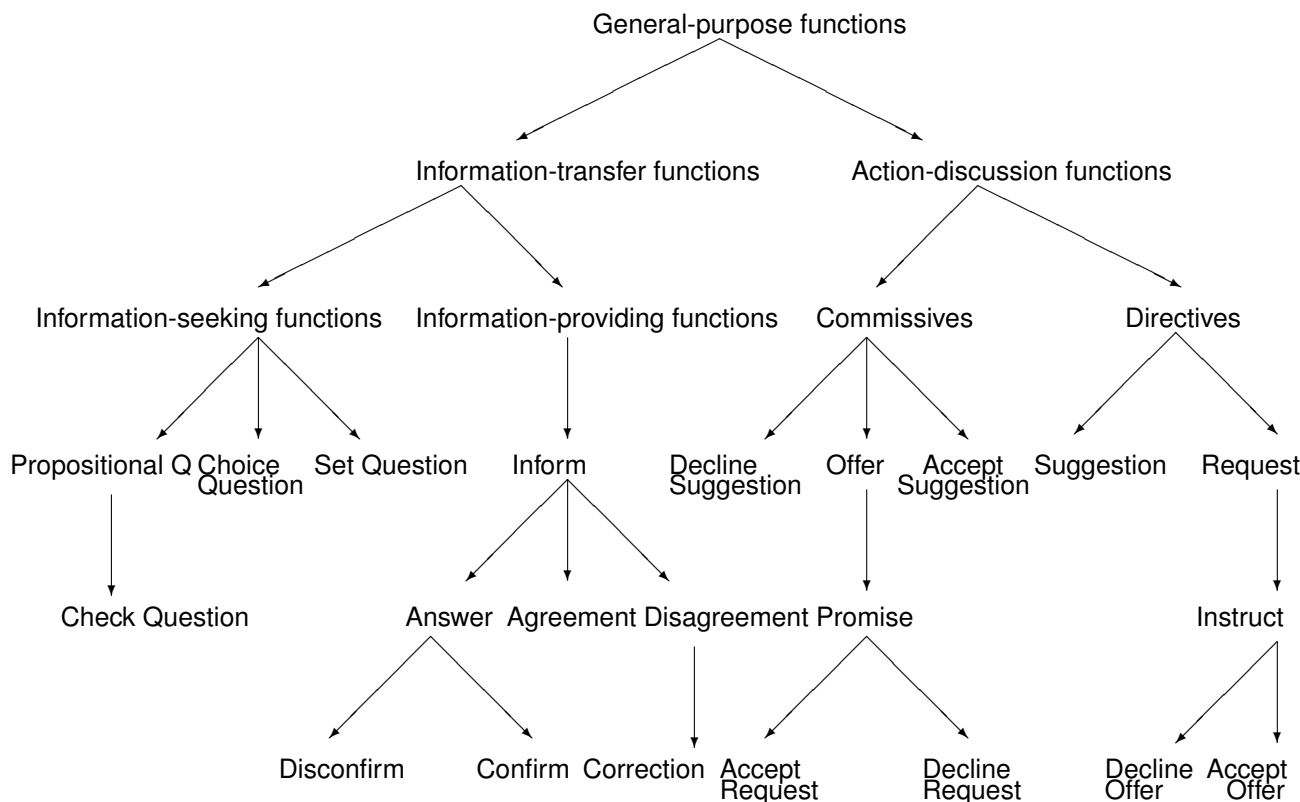 General-purpose functions
Information-transfer functions Action-discussion functions
Information-seeking functions Information-providing functions Commissives Directives
Propositional Q Choice Question Set Question Inform Decline Suggestion Offer Accept Suggestion Suggestion Request
Check Question Answer Agreement Disagreement Promise Instruct
Disconfirm Confirm Correction Accept Request Decline Request Decline Offer Accept Offer